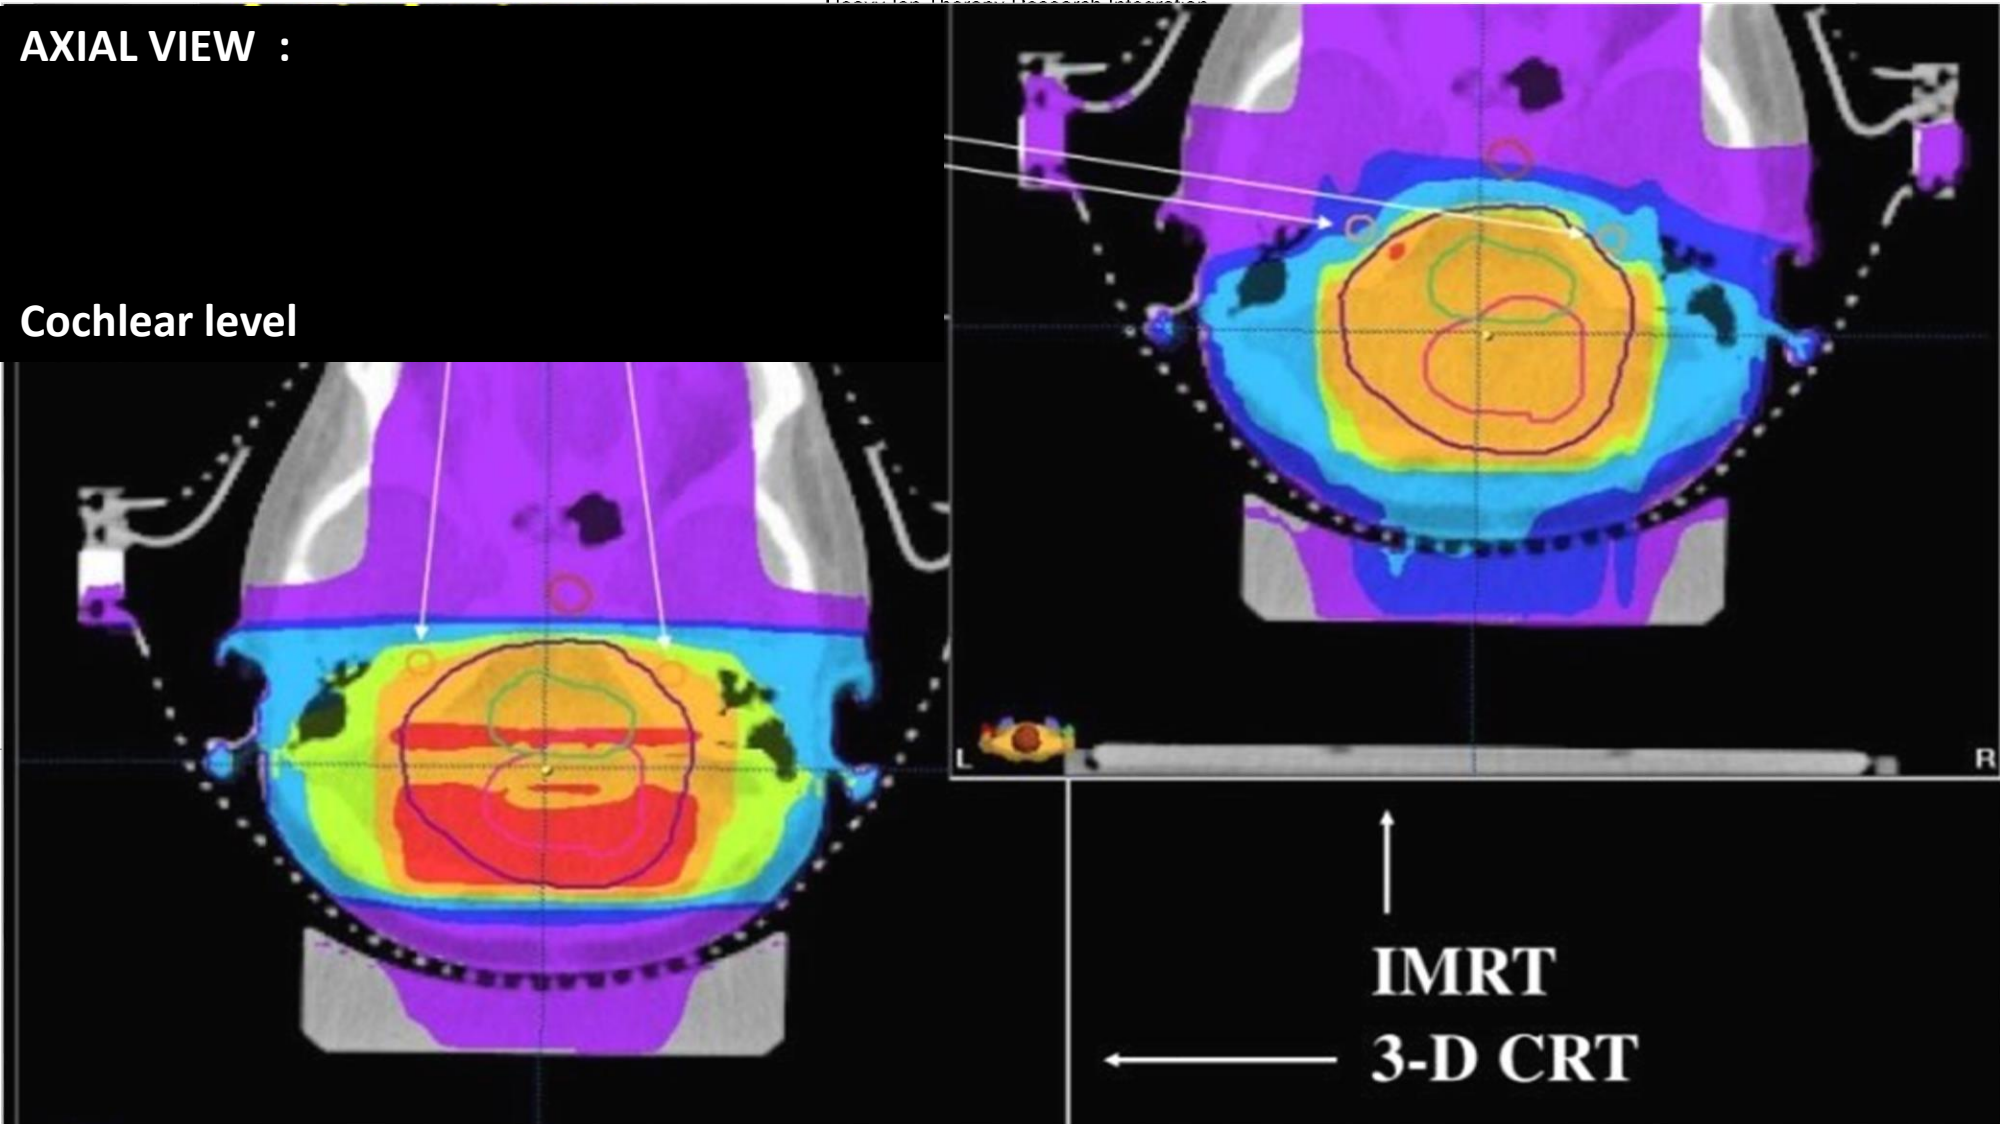 AXIAL VIEW :
Cochlear level
L
R
IMRT
3-D CRT